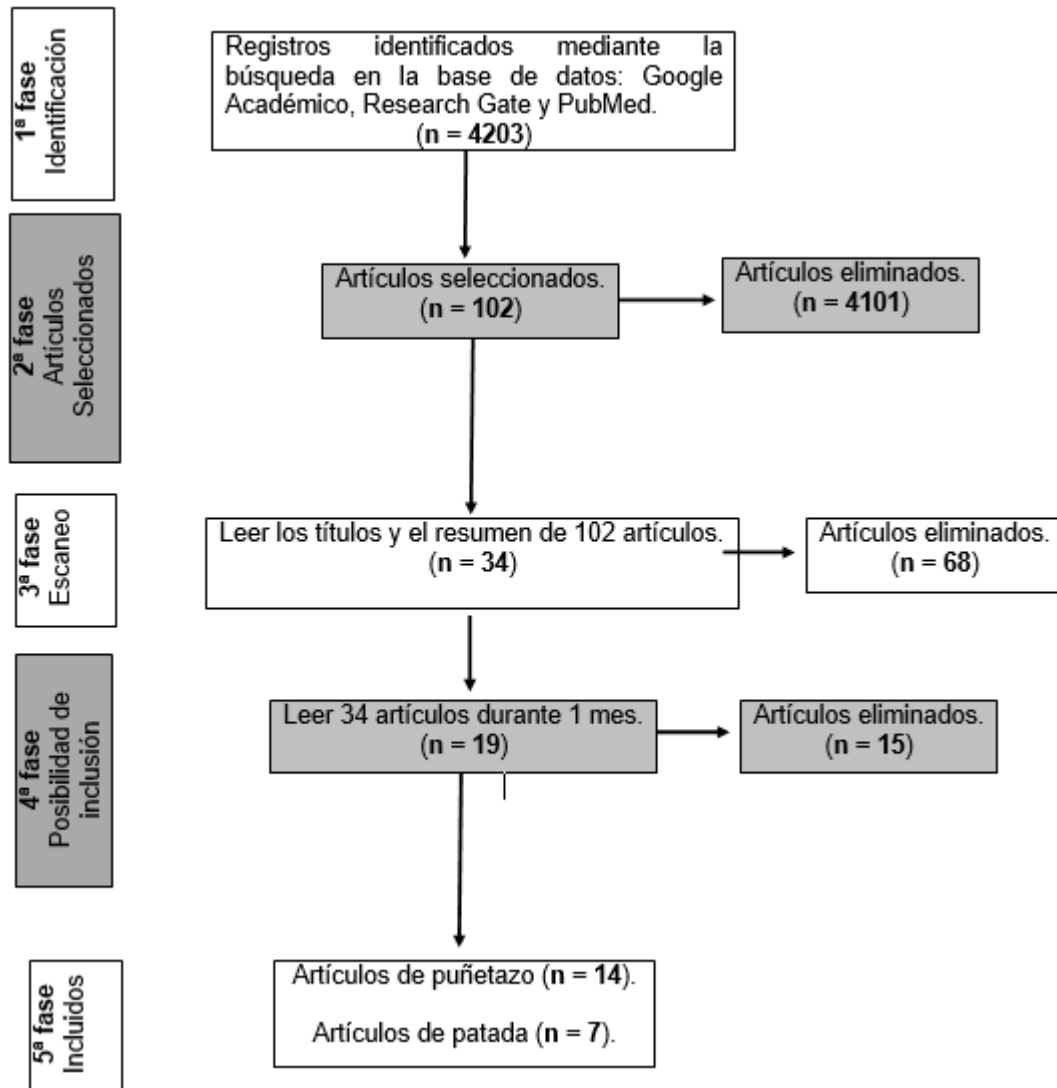 1ª fase
Identificación
Registros identificados mediante la
búsqueda en la base de datos: Google
Académico, Research Gate y PubMed.
(n = 4203)
2ª fase
Artículos
Seleccionados
Artículos seleccionados.
(n = 102)
Artículos eliminados.
(n = 4101)
3ª fase
Escaneo
Leer los títulos y el resumen de 102 artículos.
(n = 34)
Artículos eliminados.
(n = 68)
4ª fase
Posibilidad de
inclusión
Leer 34 artículos durante 1 mes.
(n = 19)
Artículos eliminados.
(n = 15)
5ª fase
Incluidos
Artículos de puñetazo (n = 14).
Artículos de patada (n = 7).